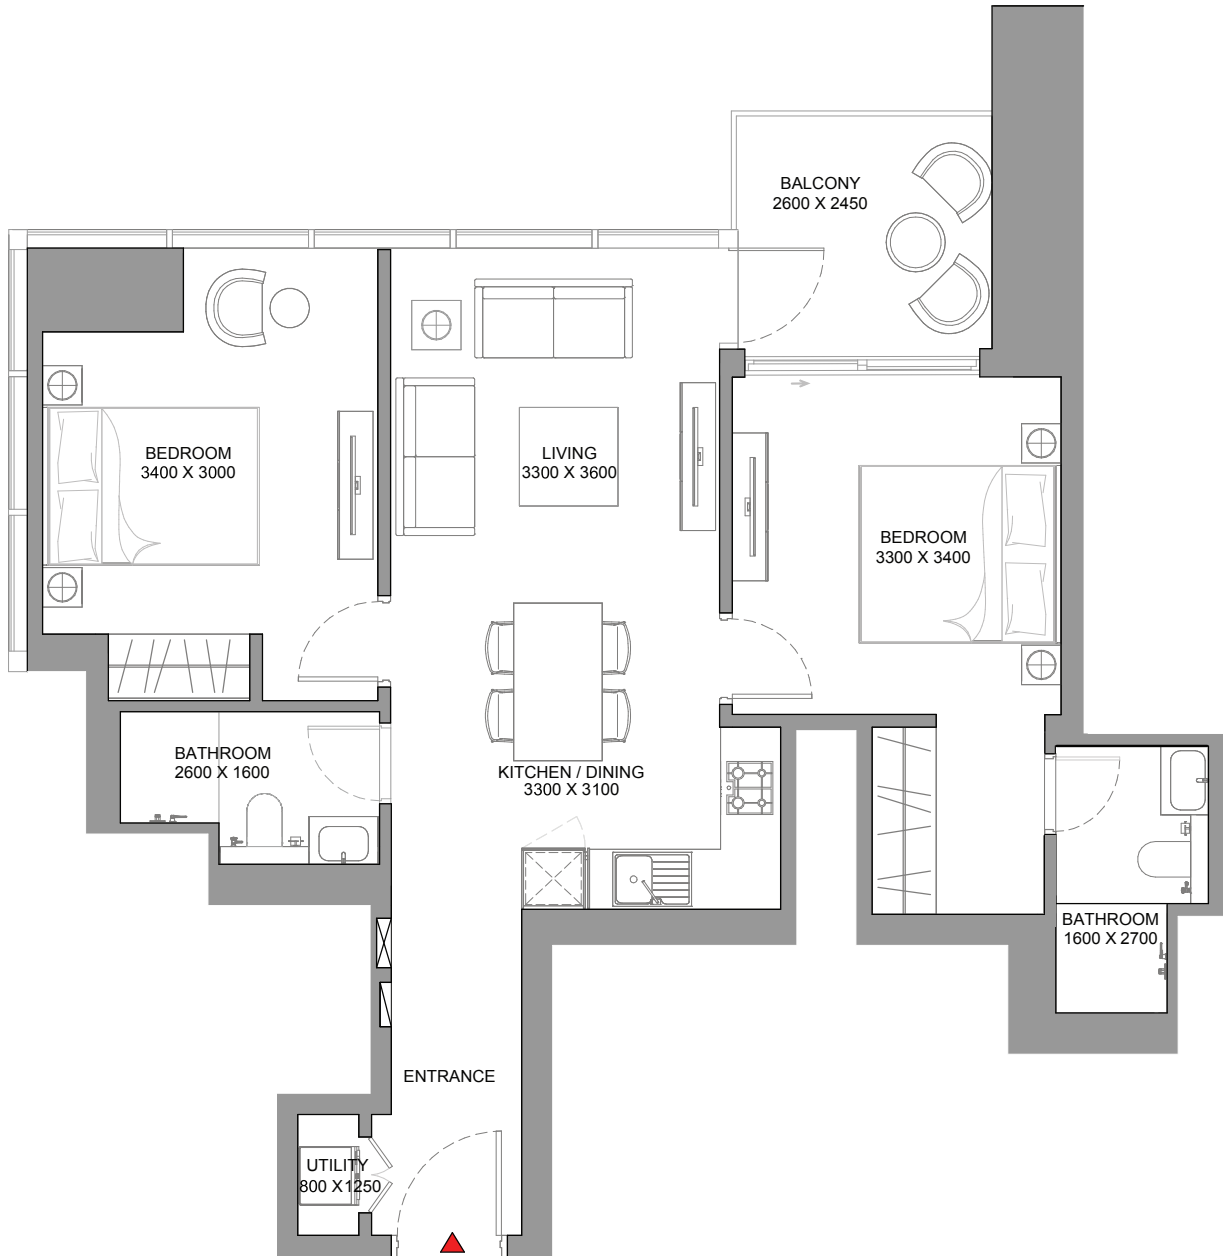 BALCONY
2600 X 2450
BEDROOM
3400 X 3000
LIVING
3300 X 3600
BEDROOM
3300 X 3400
BATHROOM
2600 X 1600
KITCHEN / DINING
3300 X 3100
BATHROOM
1600 X 2700
ENTRANCE
UTILITY
800 X1250